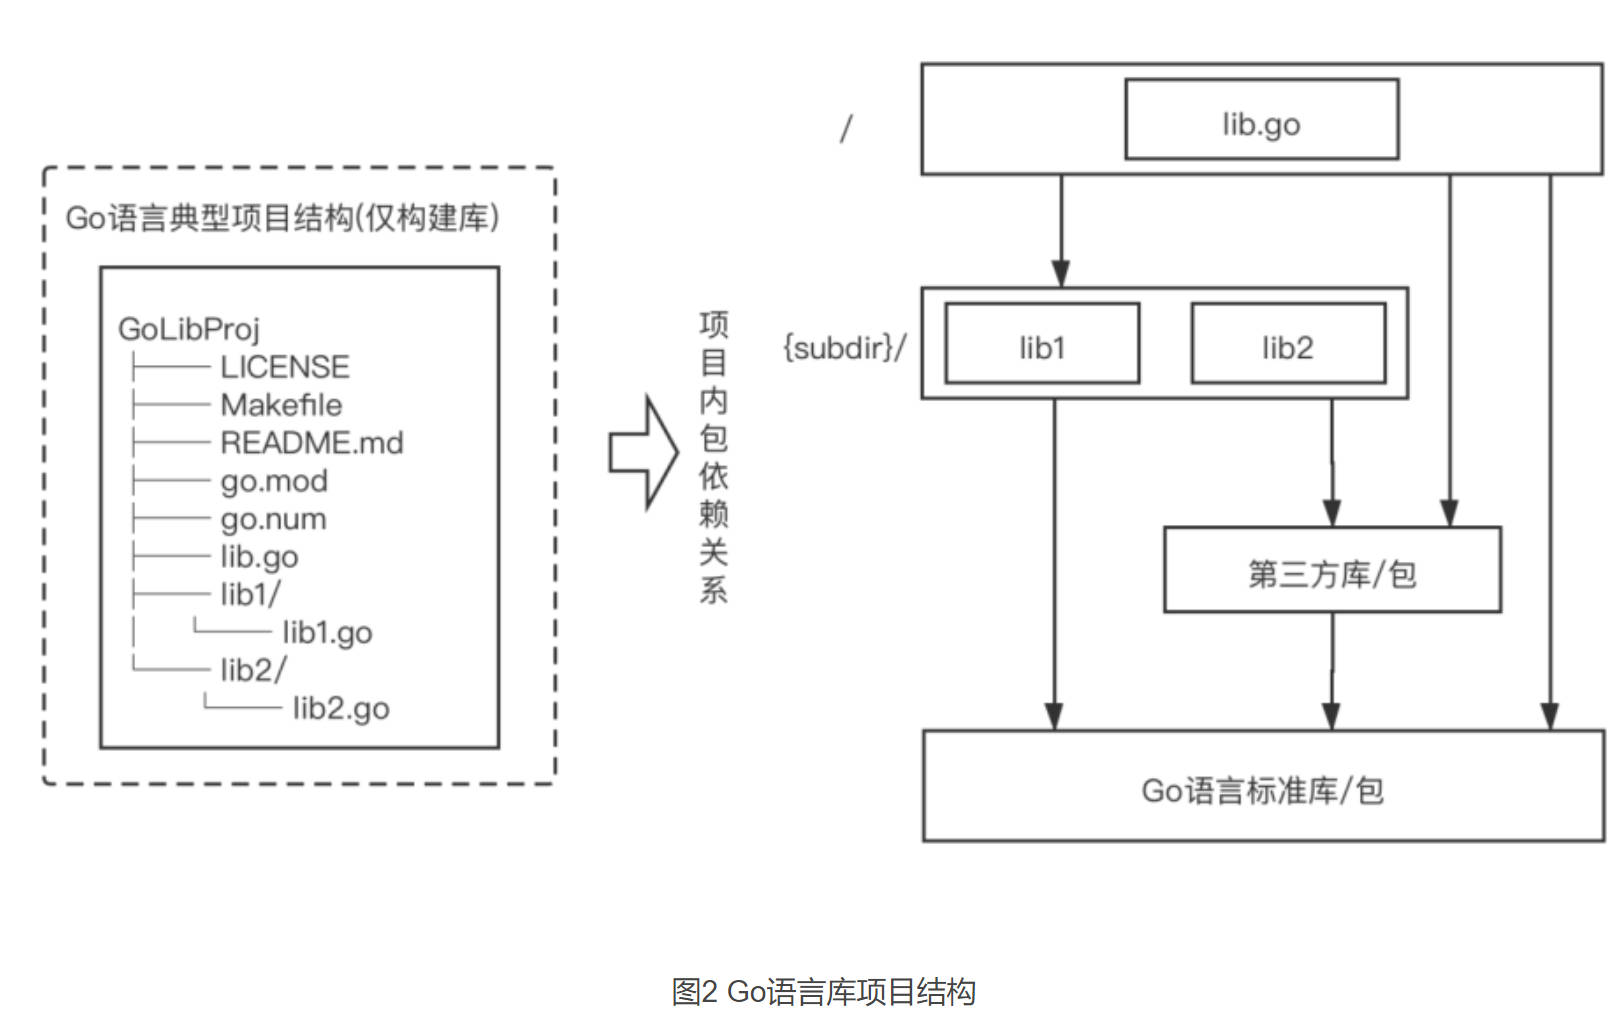 Go语言典型项目结构(仅构建库)
GoLibProj
LICENSE
Makefile
README.md
go.mod
go.num
lib.go
lib1/
lib1.go
lib2/
lib2.go
项目内包依赖关系
/
lib.go
{subdir}/
lib1
lib2
第三方库/包
Go语言标准库/包
图2 Go语言库项目结构